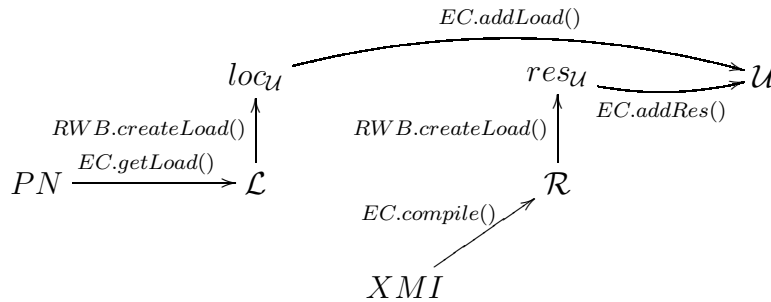 EC.addLoad()
loc𝒰 res𝒰 𝒰
EC.addRes()
RWB.createLoad() RWB.createLoad()
EC.getLoad()
PN ℒ ℛ
EC.compile()
XMI